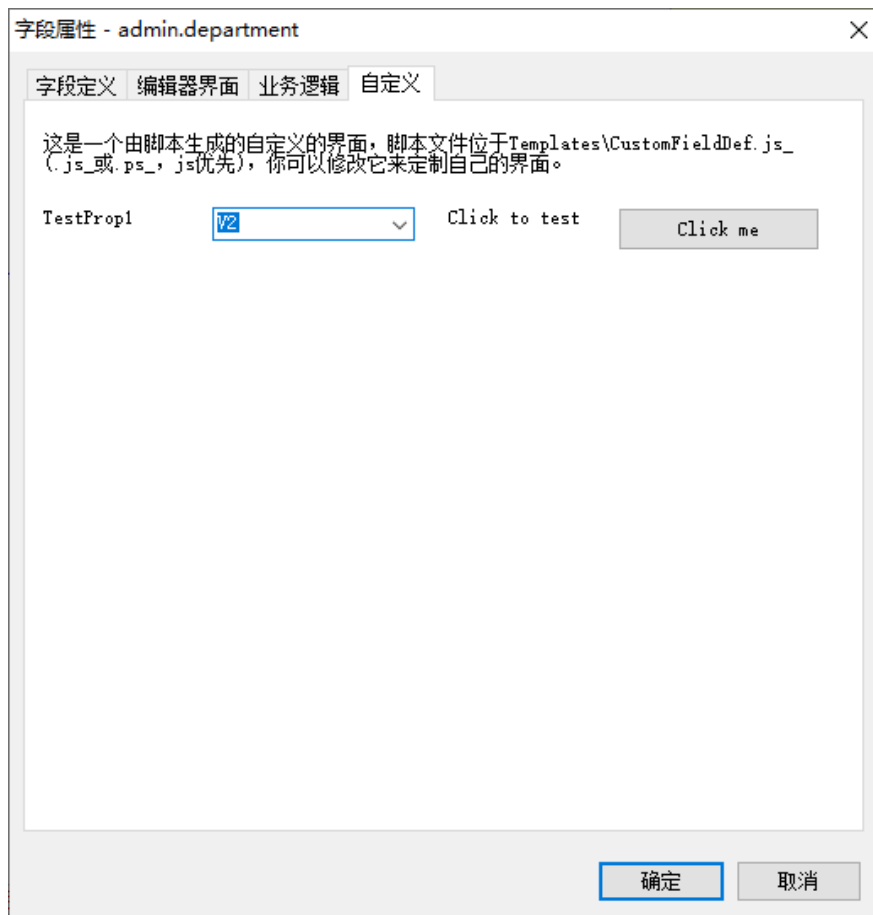 字段属性 - admin.department
字段定义 编辑器界面 业务逻辑 自定义
这是一个由脚本生成的自定义的界面，脚本文件位于Templates\CustomFieldDef.js_
(.js_或.ps_，js优先)，你可以修改它来定制自己的界面。
TestProp1 V2 Click to test Click me
确定 取消